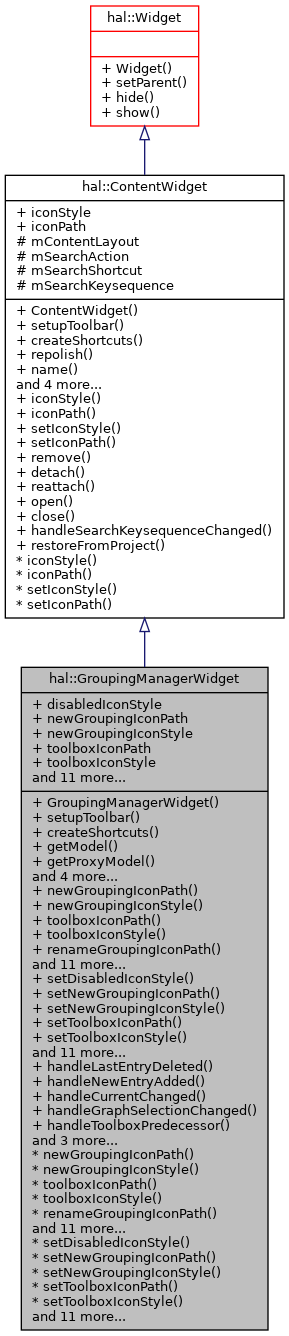 hal::Widget
+ Widget()
+ setParent()
+ hide()
+ show()
hal::ContentWidget
+ iconStyle
+ iconPath
# mContentLayout
# mSearchAction
# mSearchShortcut
# mSearchKeysequence
+ ContentWidget()
+ setupToolbar()
+ createShortcuts()
+ repolish()
+ name()
and 4 more...
+ iconStyle()
+ iconPath()
+ setIconStyle()
+ setIconPath()
+ remove()
+ detach()
+ reattach()
+ open()
+ close()
+ handleSearchKeysequenceChanged()
+ restoreFromProject()
* iconStyle()
* iconPath()
* setIconStyle()
* setIconPath()
hal::GroupingManagerWidget
+ disabledIconStyle
+ newGroupingIconPath
+ newGroupingIconStyle
+ toolboxIconPath
+ toolboxIconStyle
and 11 more...
+ GroupingManagerWidget()
+ setupToolbar()
+ createShortcuts()
+ getModel()
+ getProxyModel()
and 4 more...
+ newGroupingIconPath()
+ newGroupingIconStyle()
+ toolboxIconPath()
+ toolboxIconStyle()
+ renameGroupingIconPath()
and 11 more...
+ setDisabledIconStyle()
+ setNewGroupingIconPath()
+ setNewGroupingIconStyle()
+ setToolboxIconPath()
+ setToolboxIconStyle()
and 11 more...
+ handleLastEntryDeleted()
+ handleNewEntryAdded()
+ handleCurrentChanged()
+ handleGraphSelectionChanged()
+ handleToolboxPredecessor()
and 3 more...
* newGroupingIconPath()
* newGroupingIconStyle()
* toolboxIconPath()
* toolboxIconStyle()
* renameGroupingIconPath()
and 11 more...
* setDisabledIconStyle()
* setNewGroupingIconPath()
* setNewGroupingIconStyle()
* setToolboxIconPath()
* setToolboxIconStyle()
and 11 more...